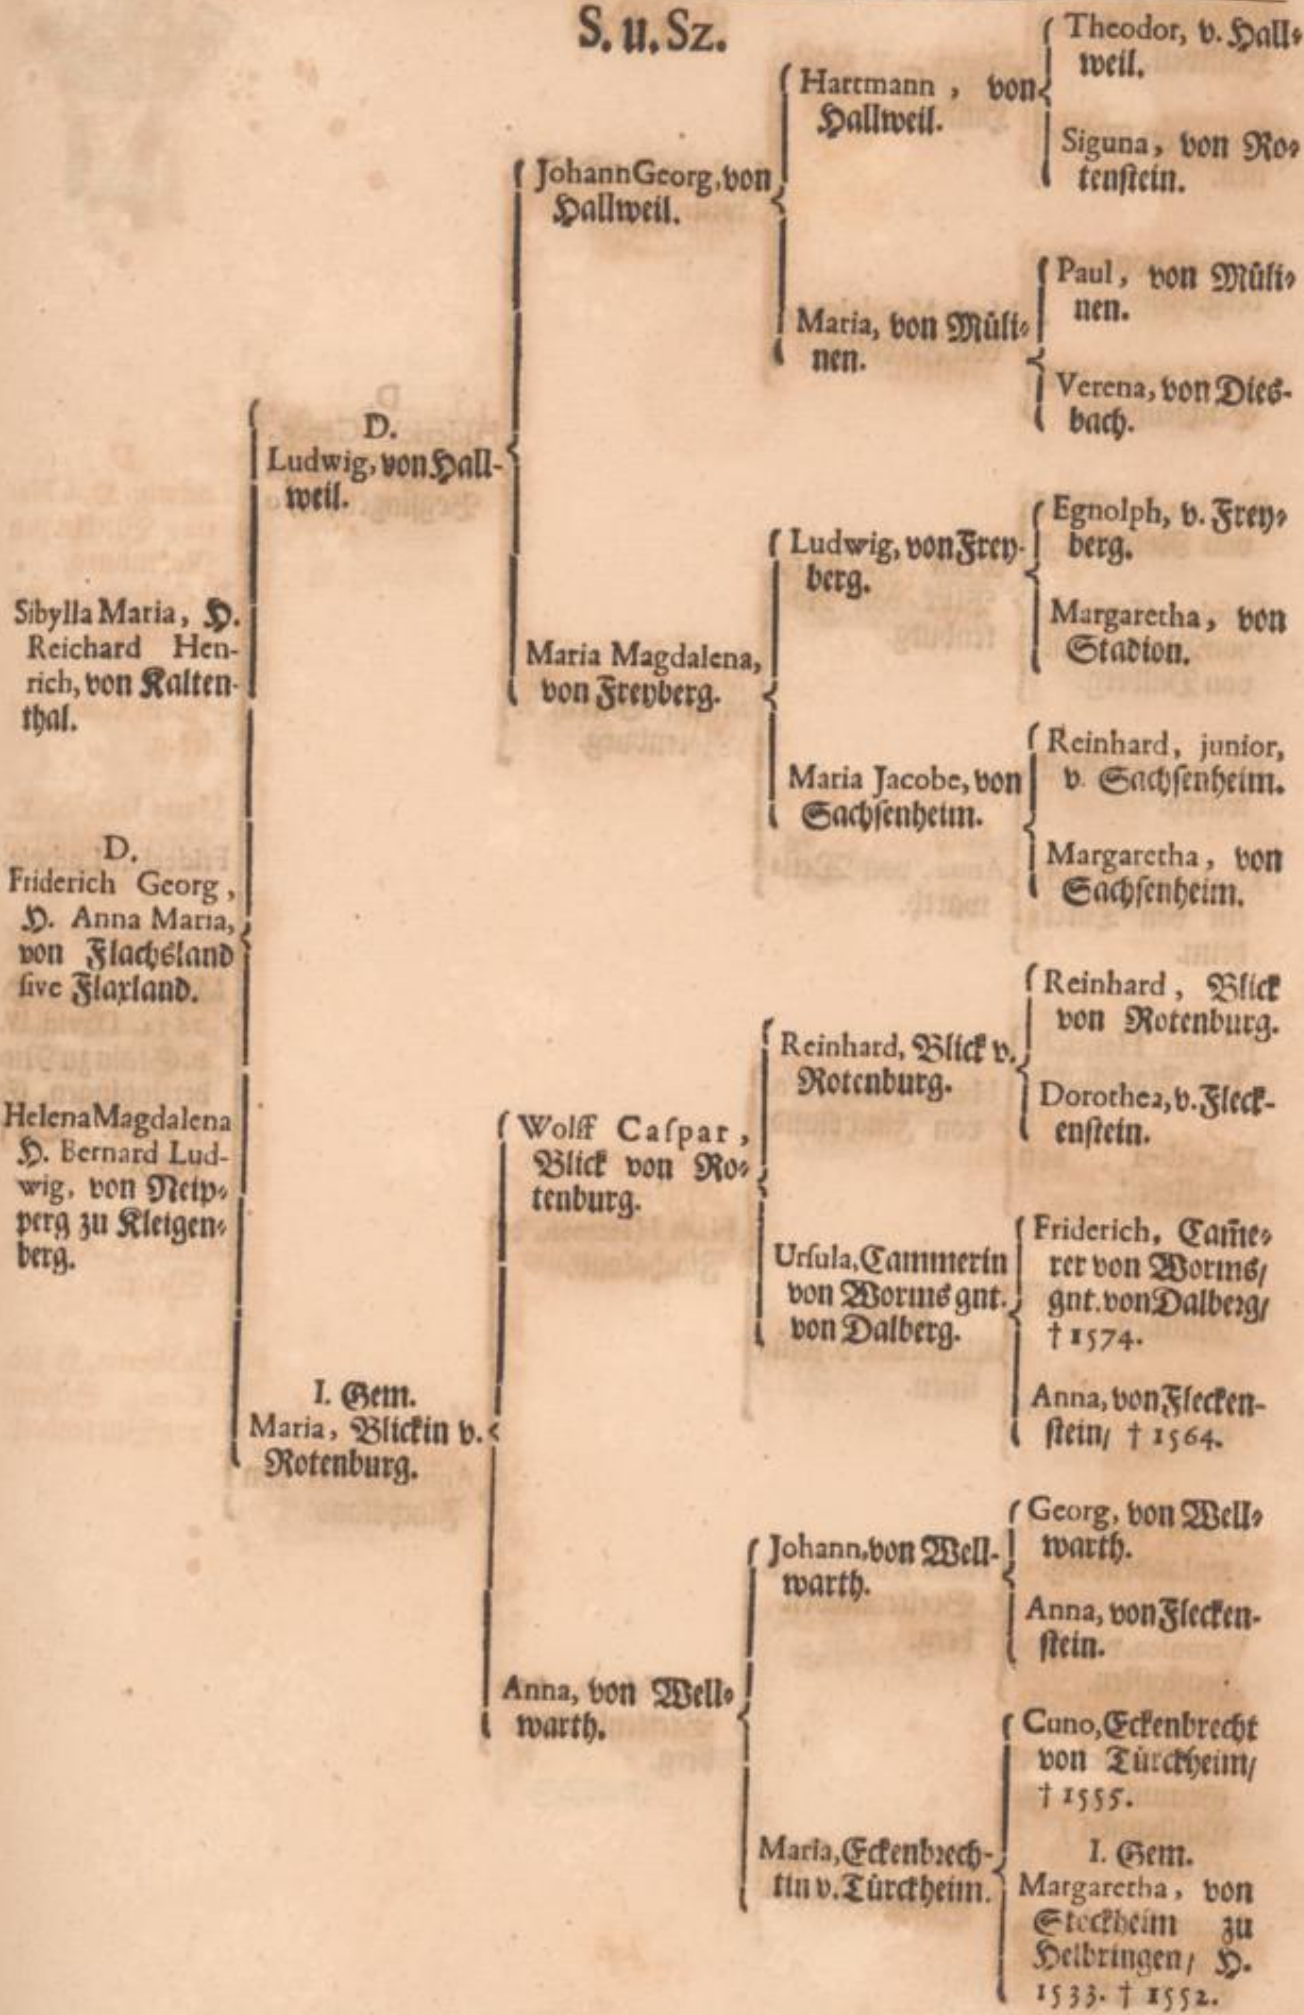 S. u. Sz.
Sibylla Maria, H.
Reichard Hen-
rich, von Kalten-
thal.
D.
Friderich Georg,
H. Anna Maria,
von Flachsland
sive Flaxland.
Helena Magdalena
H. Bernard Lud-
wig, von Neip-
perg zu Kleigen-
berg.
D.
Ludwig, von Hall-
weil.
I. Gem.
Maria, Blickin v.
Rotenburg.
Johann Georg, von
Hallweil.
Maria Magdalena,
von Freyberg.
Wolff Caspar,
Blick von Ro-
tenburg.
Anna, von Well-
warth.
Hartmann, von
Hallweil.
Maria, von Müli-
nen.
Ludwig, von Frey-
berg.
Maria Jacobe, von
Sachsenheim.
Reinhard, Blick v.
Rotenburg.
Ursula, Cammerin
von Worms gnt.
von Dalberg.
Johann, von Well-
warth.
Maria, Eckenbrech-
tin v. Türckheim.
Theodor, v. Hall-
weil.
Siguna, von Ro-
tenstein.
Paul, von Müli-
nen.
Verena, von Dies-
bach.
Egnolph, v. Frey-
berg.
Margaretha, von
Stadion.
Reinhard, junior,
v. Sachsenheim.
Margaretha, von
Sachsenheim.
Reinhard, Blick
von Rotenburg.
Dorothea, v. Fleck-
enstein.
Friderich, Cam̃e-
rer von Worms/
gnt. von Dalberg/
† 1574.
Anna, von Flecken-
stein/ † 1564.
Georg, von Well-
warth.
Anna, von Flecken-
stein.
Cuno, Eckenbrecht
von Türckheim/
† 1555.
I. Gem.
Margaretha, von
Steckheim zu
Helbringen/ H.
1533. † 1552.